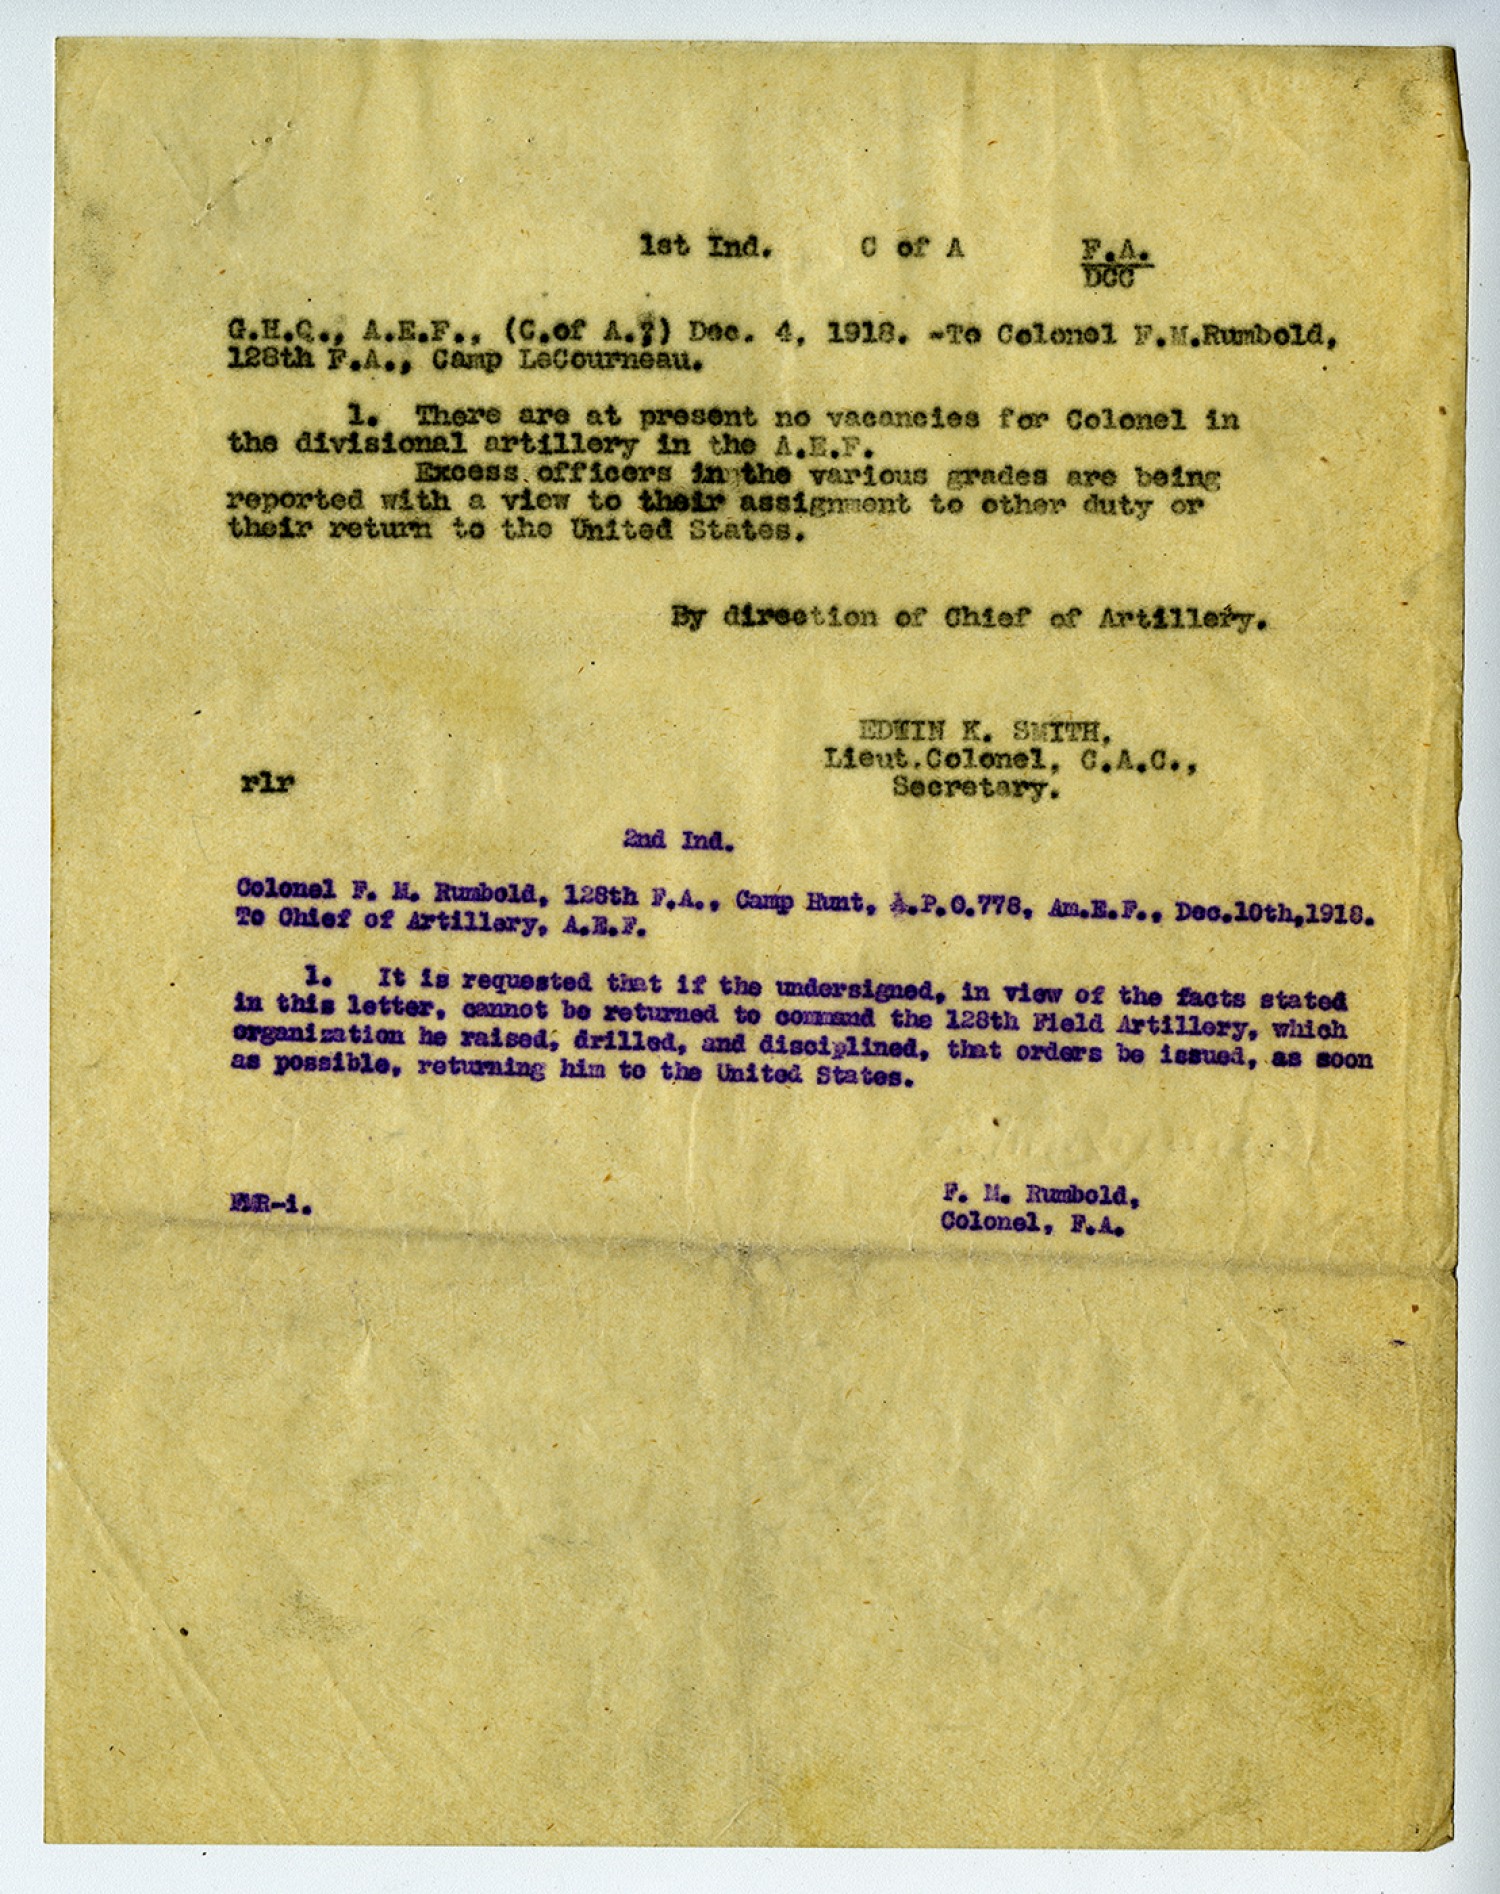 1st Ind. C of A F.A.
DCC
G.H.Q., A.E.F., (C.of A.) Dec. 4, 1918. -To Colonel F.M.Rumbold,
128th F.A., Camp LeCourneau.
1. There are at present no vacancies for Colonel in
the divisional artillery in the A.E.F.
Excess officers in the various grades are being
reported with a view to their assignment to other duty or
their return to the United States.
By direction of Chief of Artillery.
EDWIN K. SMITH,
Lieut.Colonel, C.A.C.,
Secretary.
rlr
2nd Ind.
Colonel F. M. Rumbold, 128th F.A., Camp Hunt, A.P.O.778, Am.E.F., Dec.10th,1918.
To Chief of Artillery, A.E.F.
1. It is requested that if the undersigned, in view of the facts stated
in this letter, cannot be returned to command the 128th Field Artillery, which
organization he raised, drilled, and disciplined, that orders be issued, as soon
as possible, returning him to the United States.
FMR-i.
F. M. Rumbold,
Colonel, F.A.